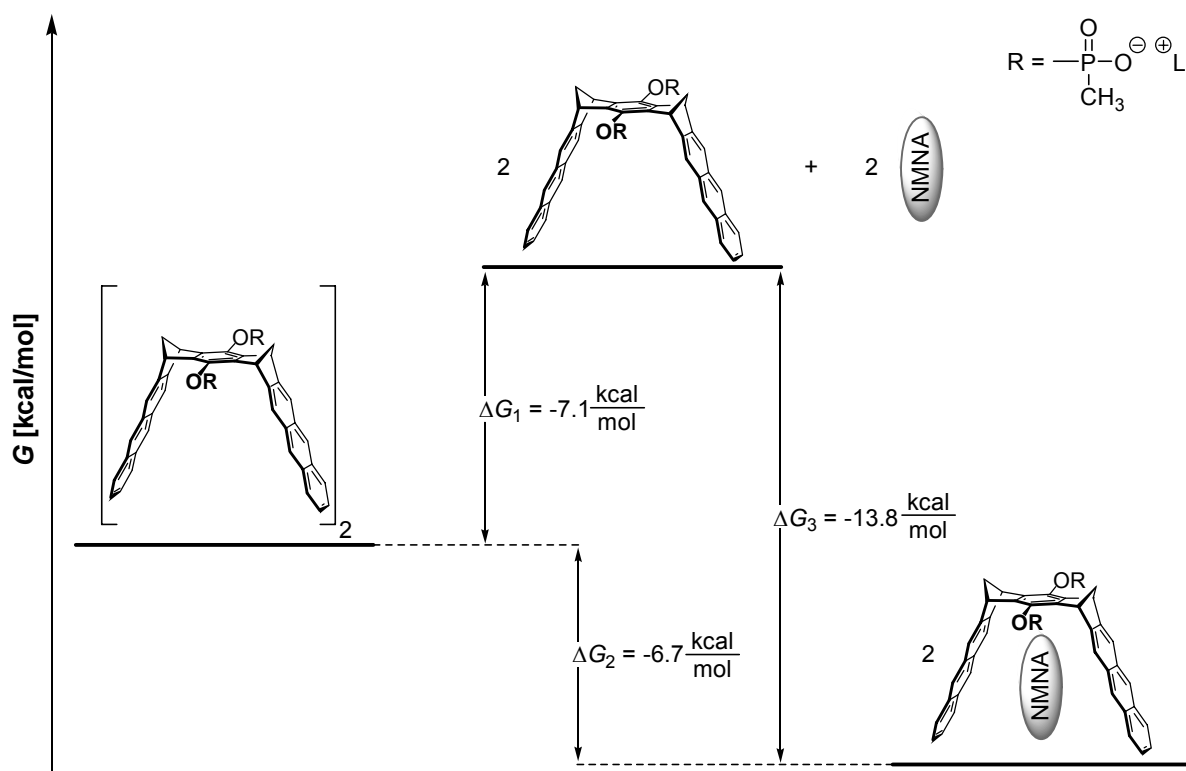 O
R = P O ⊖ ⊕ L
CH3
OR
OR
2
+
2
NMNA
G [kcal/mol]
OR
OR
2
ΔG1 = -7.1 kcal
mol
ΔG3 = -13.8 kcal
mol
ΔG2 = -6.7 kcal
mol
OR
OR
2
NMNA